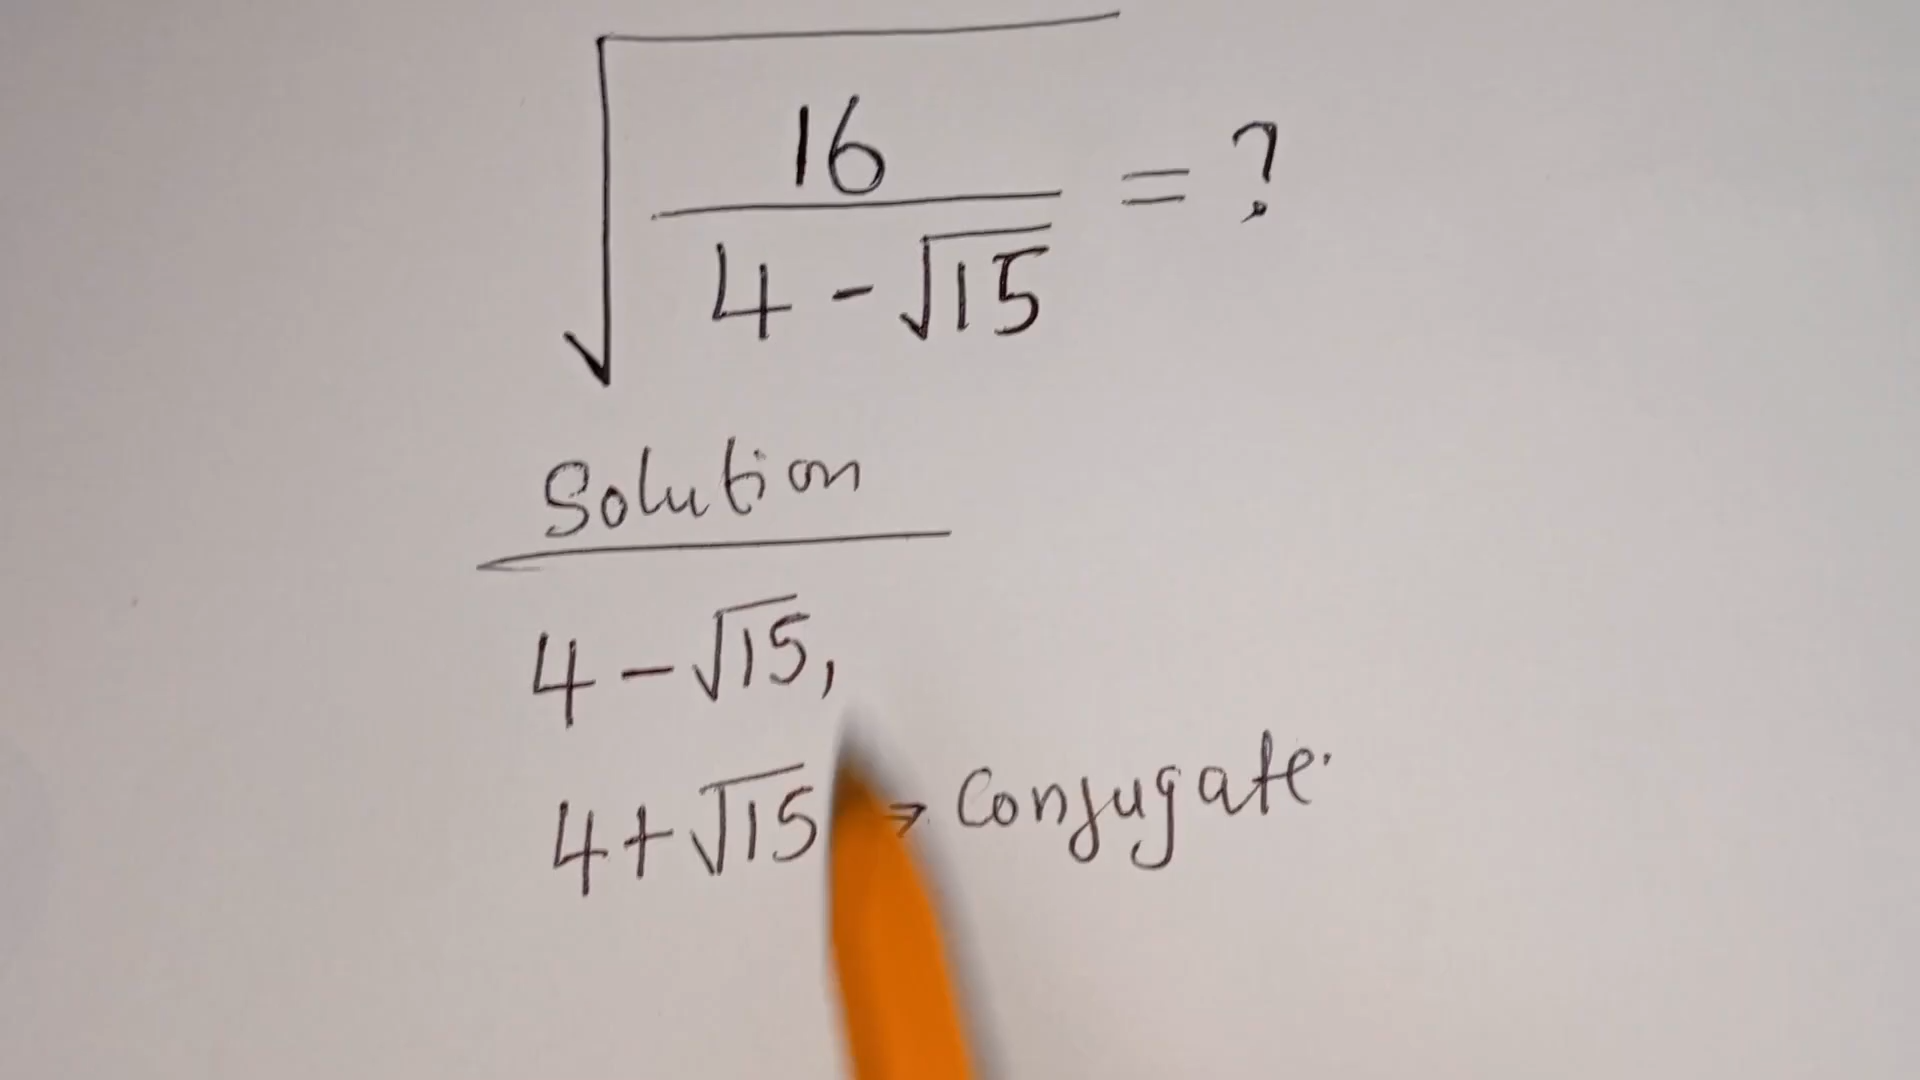 √(16/(4-√15)) = ?
Solution
4-√15,
4+√15 → Conjugate.